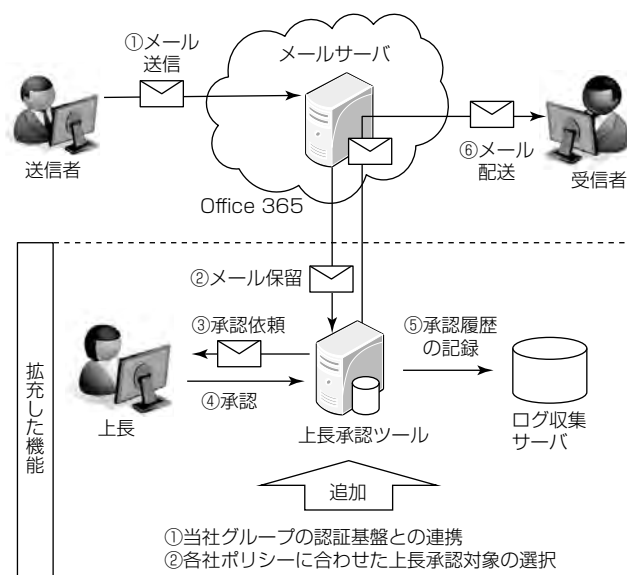 ①メール
送信
メールサーバ
送信者
⑥メール
配送
受信者
Office 365
②メール保留
拡充した機能
③承認依頼
④承認
上長
上長承認ツール
⑤承認履歴
の記録
ログ収集
サーバ
追加
①当社グループの認証基盤との連携
②各社ポリシーに合わせた上長承認対象の選択